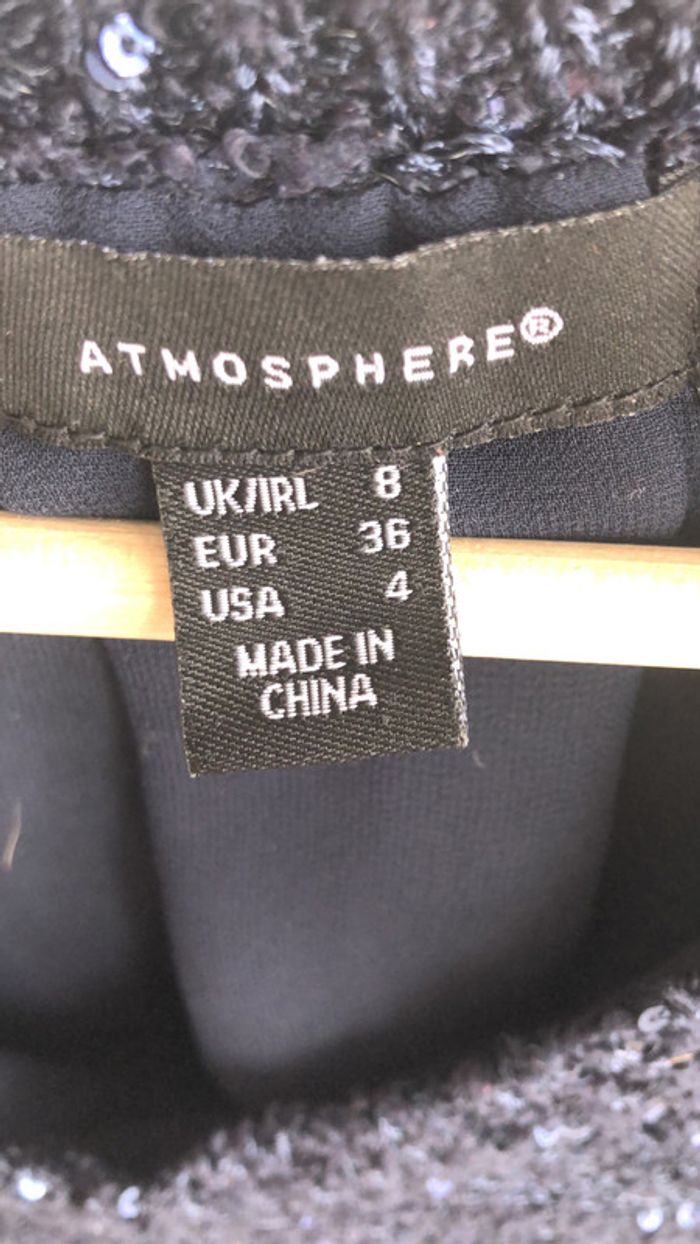 ATMOSPHERE®
UK/IRL 8
EUR 36
USA 4
MADE IN
CHINA